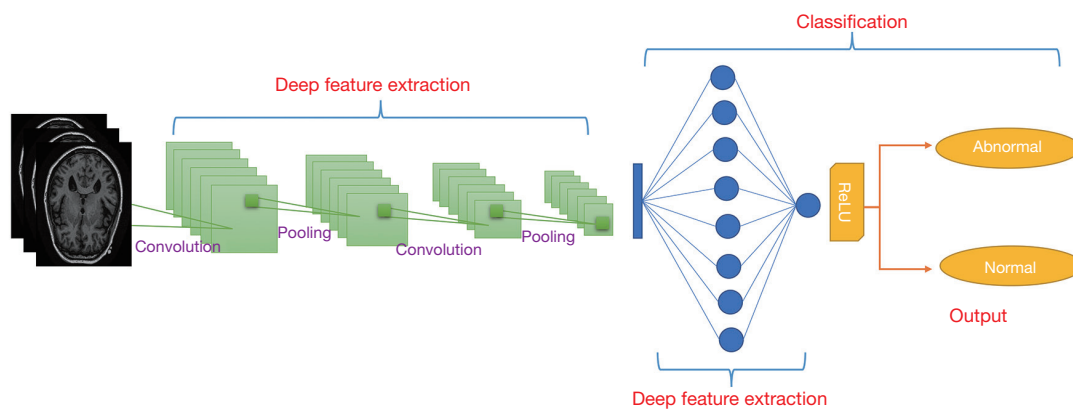 Classification
Deep feature extraction
Convolution
Pooling
Convolution
Pooling
ReLU
Abnormal
Normal
Output
Deep feature extraction